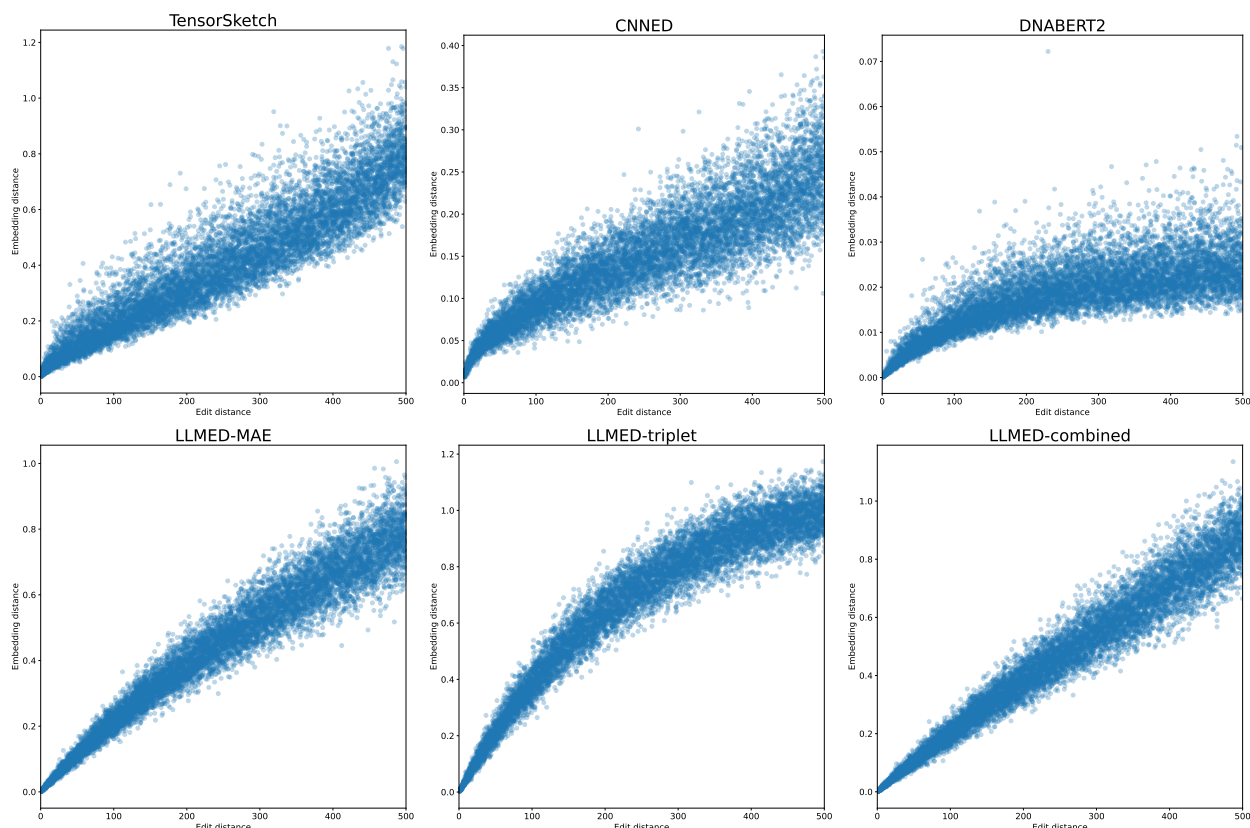 TensorSketch
1.2
1.0
0.8
0.6
0.4
0.2
0.0
Embedding distance
0 100 200 300 400 500
Edit distance
CNNED
0.40
0.35
0.30
0.25
0.20
0.15
0.10
0.05
0.00
Embedding distance
0 100 200 300 400 500
Edit distance
DNABERT2
0.07
0.06
0.05
0.04
0.03
0.02
0.01
0.00
Embedding distance
0 100 200 300 400 500
Edit distance
LLMED-MAE
1.0
0.8
0.6
0.4
0.2
0.0
Embedding distance
0 100 200 300 400 500
Edit distance
LLMED-triplet
1.2
1.0
0.8
0.6
0.4
0.2
0.0
Embedding distance
0 100 200 300 400 500
Edit distance
LLMED-combined
1.0
0.8
0.6
0.4
0.2
0.0
Embedding distance
0 100 200 300 400 500
Edit distance